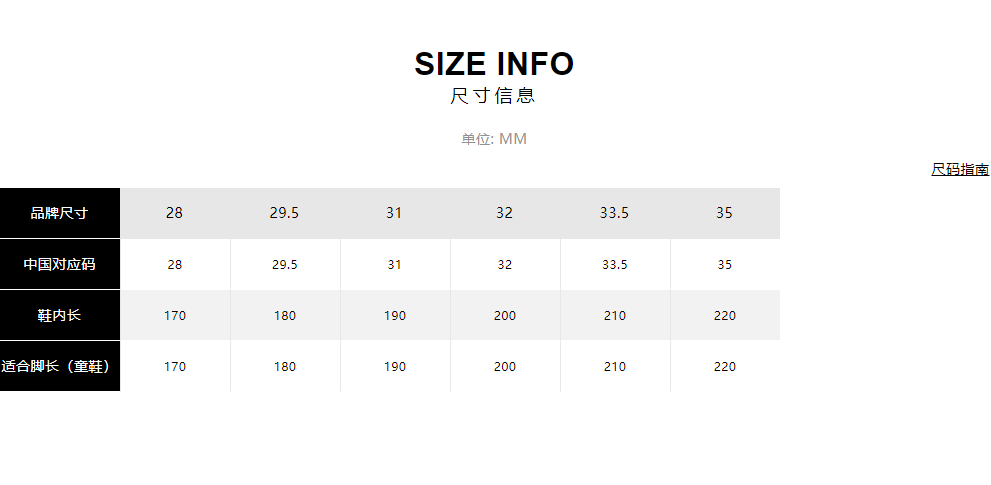 SIZE INFO
尺寸信息
单位: MM
尺码指南
品牌尺寸 28 29.5 31 32 33.5 35
中国对应码 28 29.5 31 32 33.5 35
鞋内长 170 180 190 200 210 220
适合脚长（童鞋） 170 180 190 200 210 220